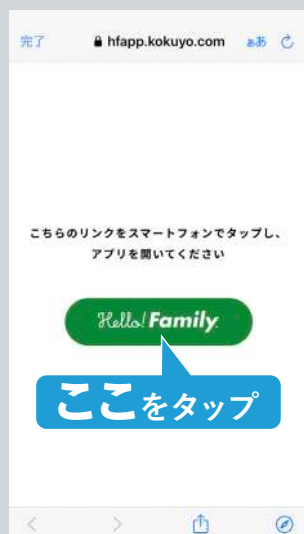 完了 hfapp.kokuyo.com ぁあ
こちらのリンクをスマートフォンでタップし、
アプリを開いてください
Hello! Family.
ここをタップ